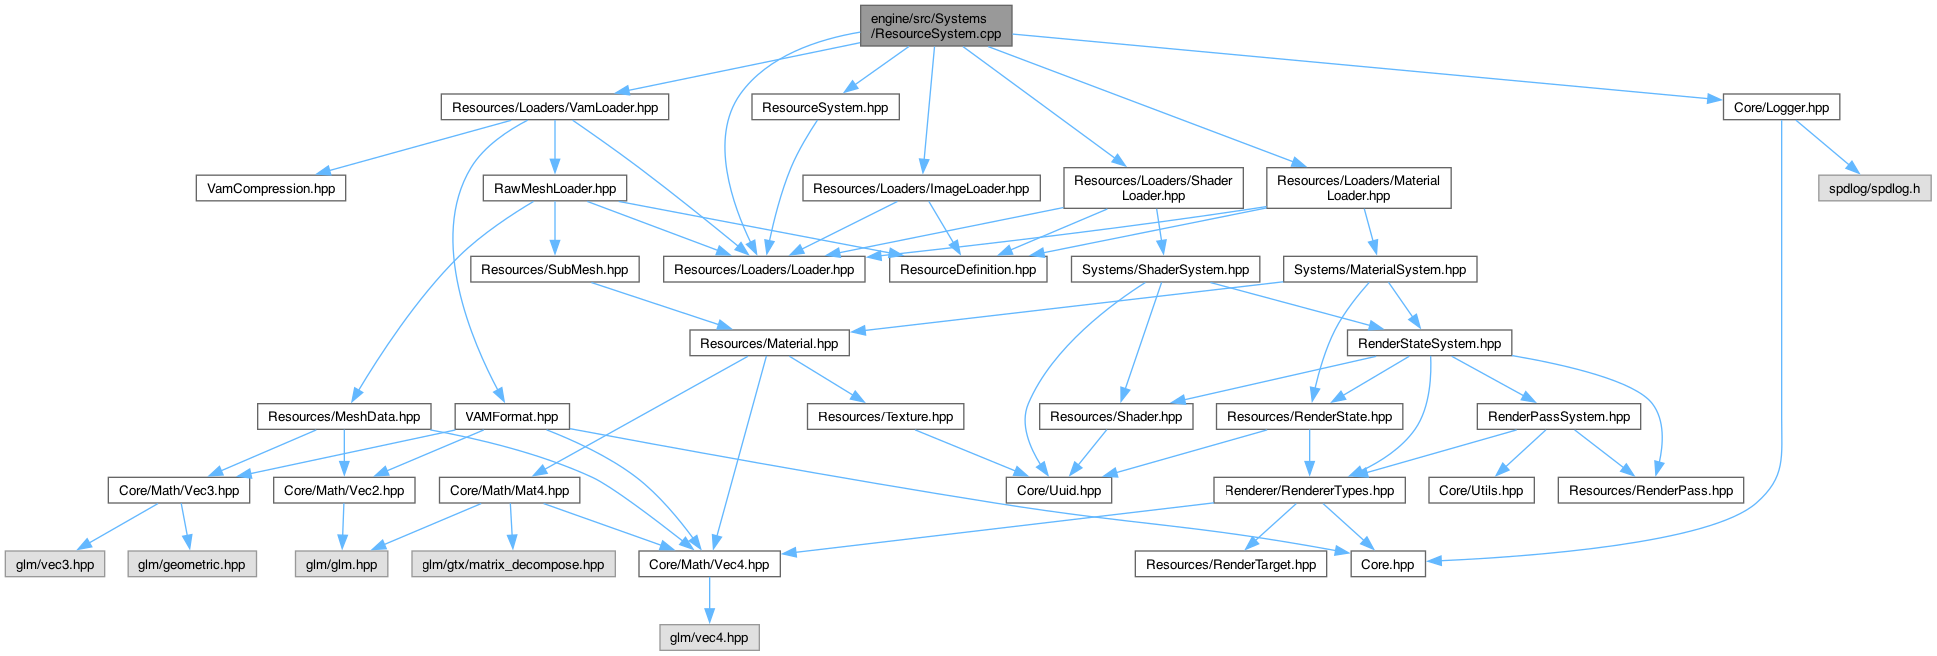 engine/src/Systems
/ResourceSystem.cpp
Resources/Loaders/VamLoader.hpp
ResourceSystem.hpp
Core/Logger.hpp
VamCompression.hpp
RawMeshLoader.hpp
Resources/Loaders/ImageLoader.hpp
Resources/Loaders/Shader
Loader.hpp
Resources/Loaders/Material
Loader.hpp
spdlog/spdlog.h
Resources/SubMesh.hpp
Resources/Loaders/Loader.hpp
ResourceDefinition.hpp
Systems/ShaderSystem.hpp
Systems/MaterialSystem.hpp
Resources/Material.hpp
RenderStateSystem.hpp
Resources/MeshData.hpp
VAMFormat.hpp
Resources/Texture.hpp
Resources/Shader.hpp
Resources/RenderState.hpp
RenderPassSystem.hpp
Core/Math/Vec3.hpp
Core/Math/Vec2.hpp
Core/Math/Mat4.hpp
Core/Uuid.hpp
Renderer/RendererTypes.hpp
Core/Utils.hpp
Resources/RenderPass.hpp
glm/vec3.hpp
glm/geometric.hpp
glm/glm.hpp
glm/gtx/matrix_decompose.hpp
Core/Math/Vec4.hpp
Resources/RenderTarget.hpp
Core.hpp
glm/vec4.hpp